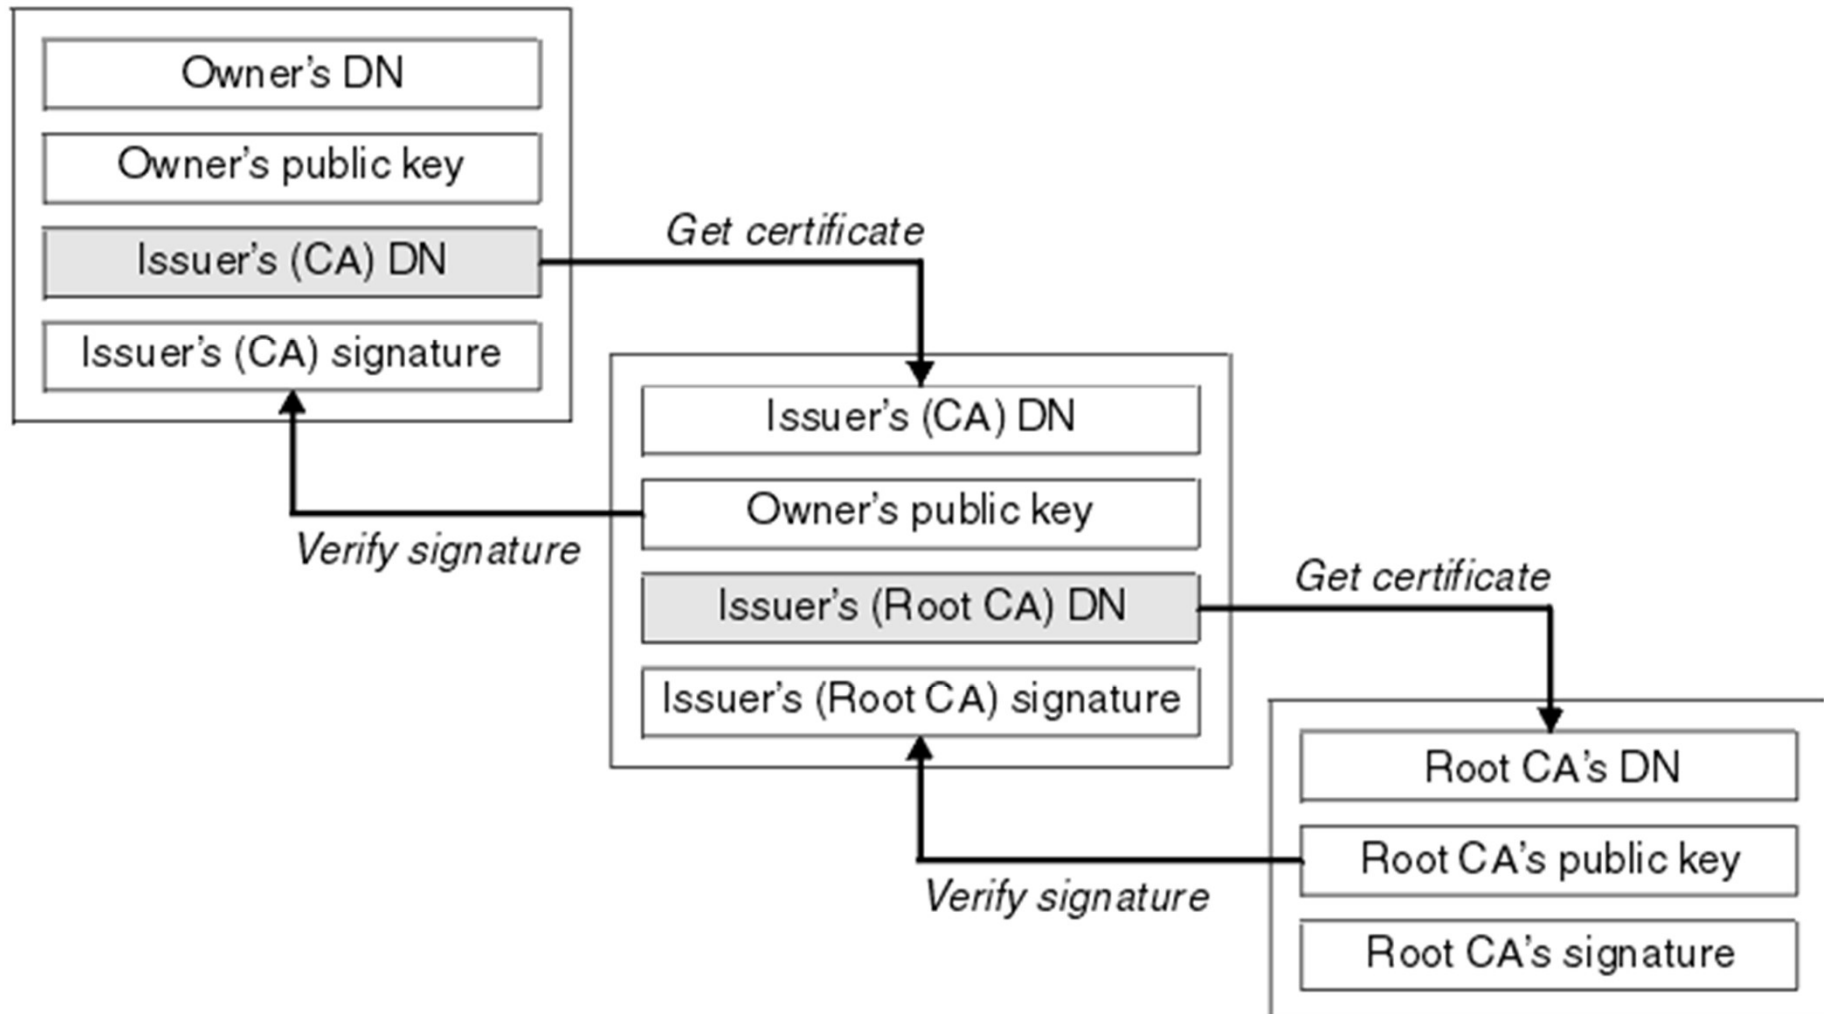 Owner's DN
Owner's public key
Issuer's (CA) DN
Issuer's (CA) signature
Get certificate
Verify signature
Issuer's (CA) DN
Owner's public key
Issuer's (Root CA) DN
Issuer's (Root CA) signature
Get certificate
Verify signature
Root CA's DN
Root CA's public key
Root CA's signature